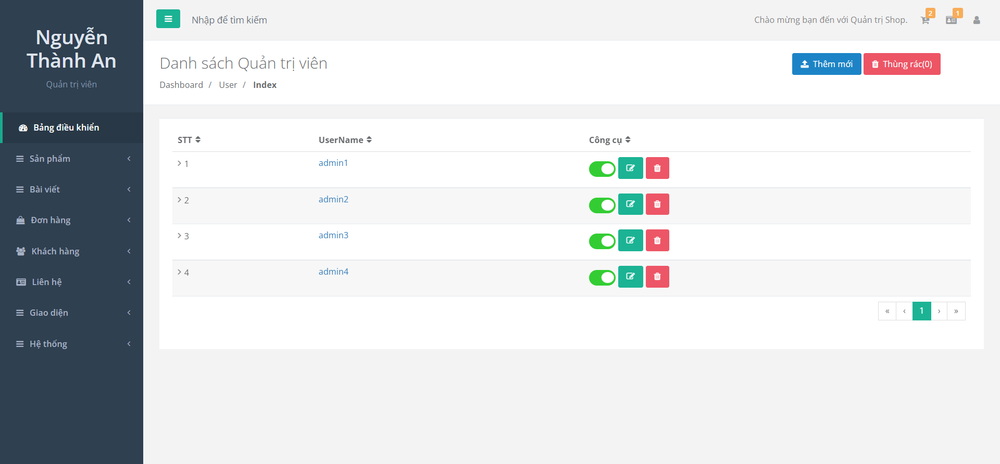 Nguyễn
Thành An
Quản trị viên
Bảng điều khiển
Sản phẩm
Bài viết
Đơn hàng
Khách hàng
Liên hệ
Giao diện
Hệ thống
Nhập để tìm kiếm
Chào mừng bạn đến với Quản trị Shop.
2
1
Danh sách Quản trị viên
Dashboard / User / Index
Thêm mới
Thùng rác(0)
STT UserName Công cụ
1 admin1
2 admin2
3 admin3
4 admin4
« ‹ 1 › »